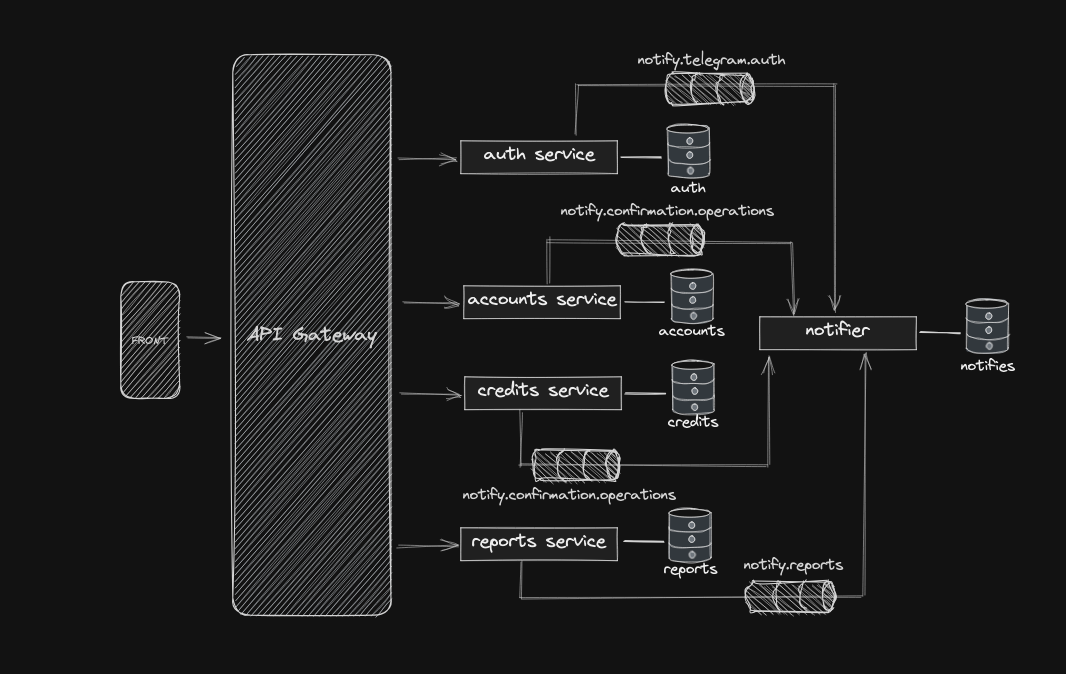 notify.telegram.auth
auth service
auth
notify.confirmation.operations
accounts service
accounts
FRONT
API Gateway
notifier
notifies
credits service
credits
notify.confirmation.operations
reports service
reports
notify.reports